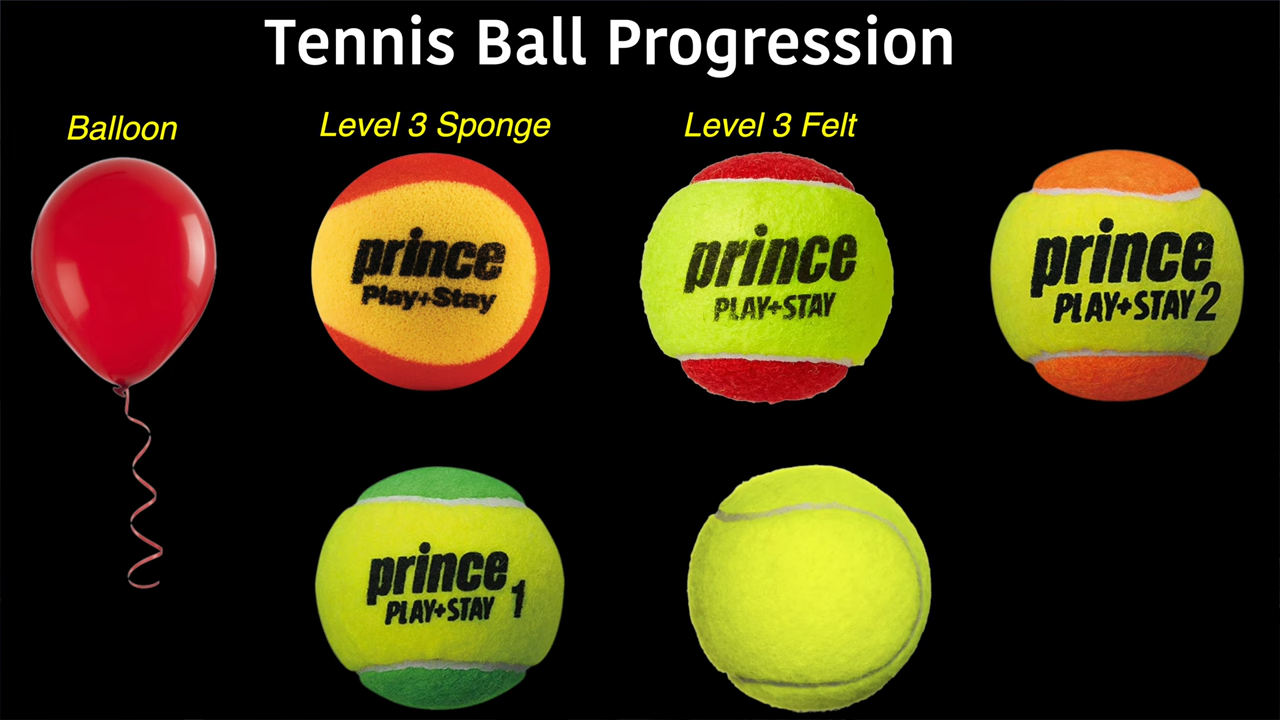 Tennis Ball Progression
Balloon
Level 3 Sponge
Level 3 Felt
prince
Play+Stay
prince
PLAY+STAY
prince
PLAY+STAY 2
prince
PLAY+STAY 1